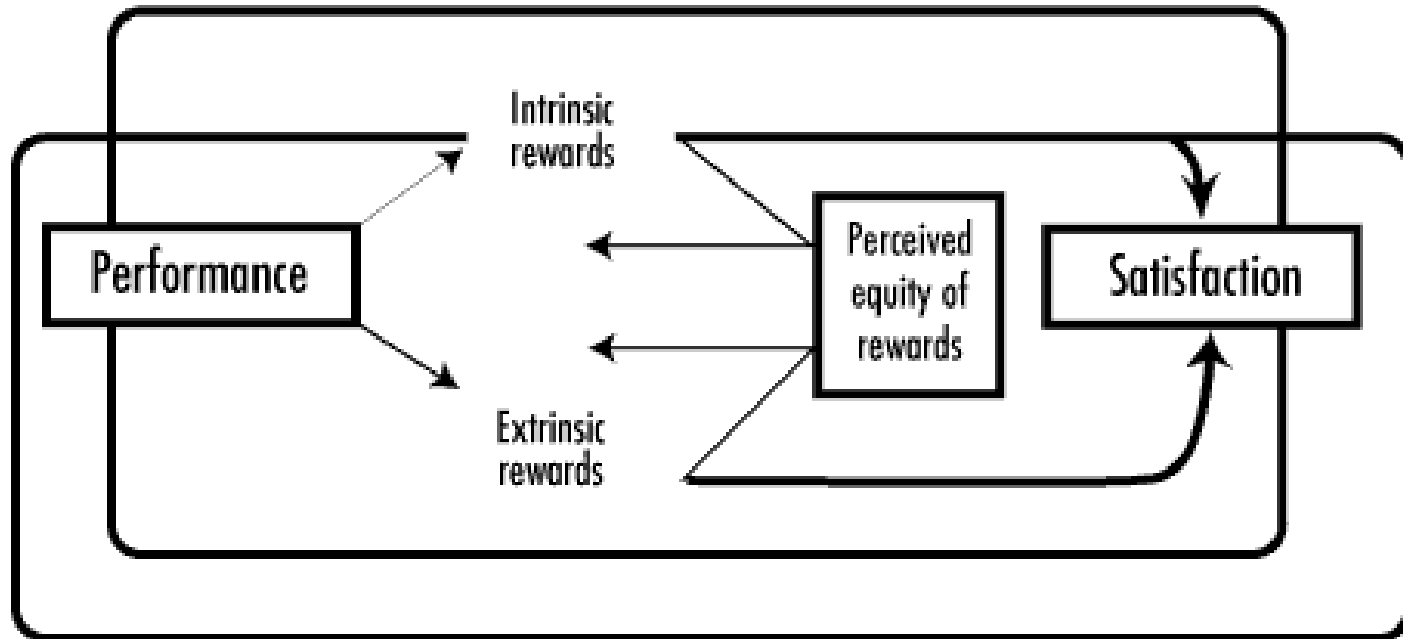 Intrinsic
rewards
Performance
Perceived
equity of
rewards
Satisfaction
Extrinsic
rewards